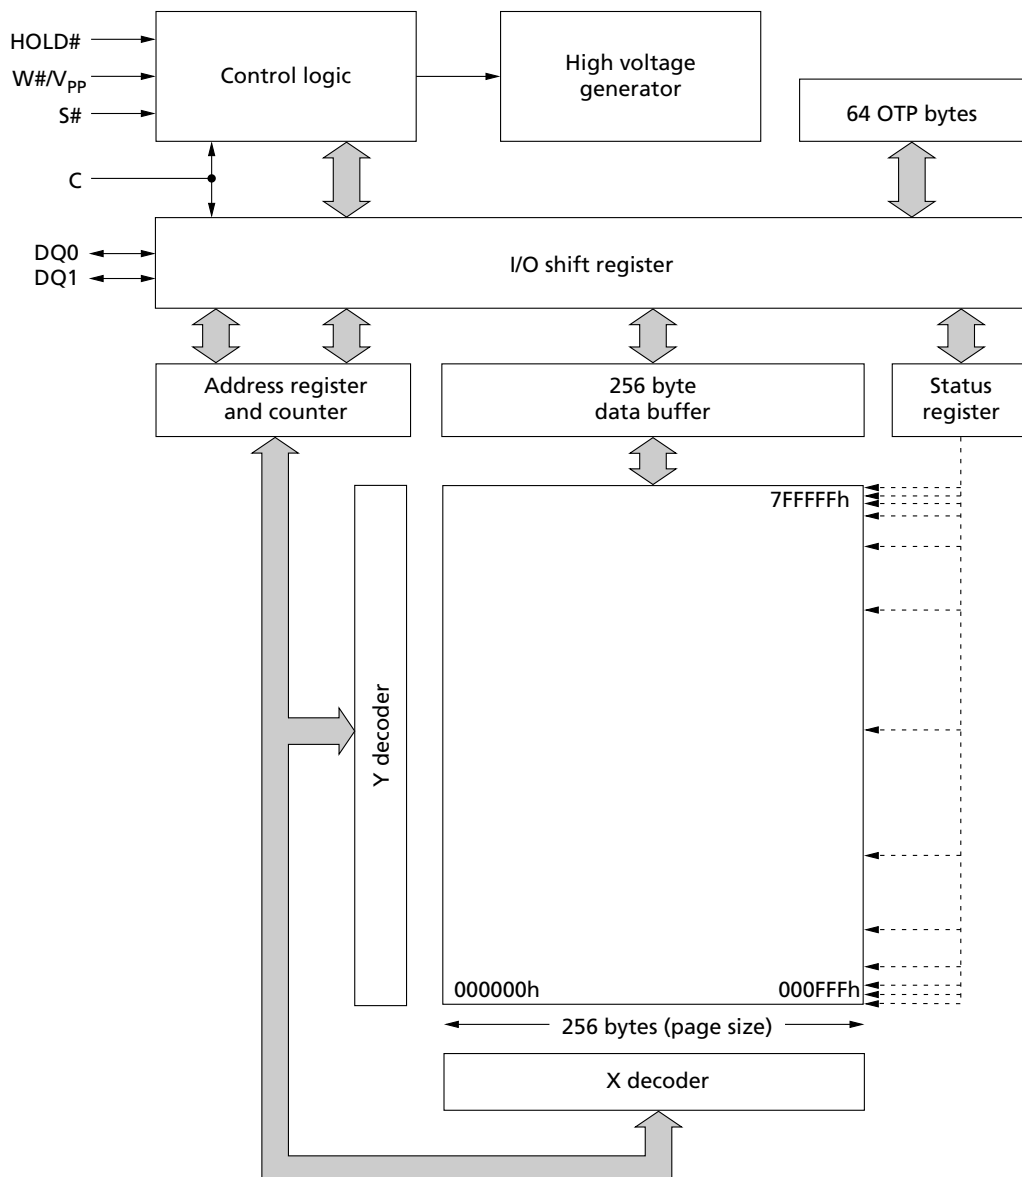 HOLD#
W#/VPP
S#
C
Control logic
High voltage
generator
64 OTP bytes
DQ0
DQ1
I/O shift register
Address register
and counter
256 byte
data buffer
Status
register
7FFFFFh
Y decoder
000000h
000FFFh
256 bytes (page size)
X decoder